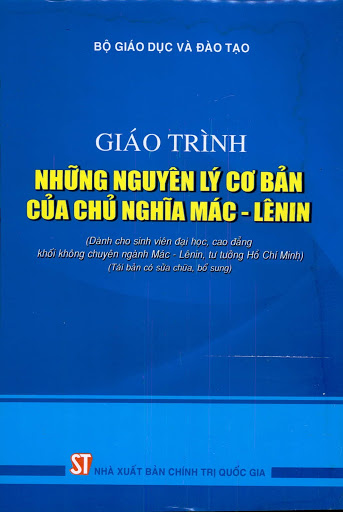 BỘ GIÁO DỤC VÀ ĐÀO TẠO
GIÁO TRÌNH
NHỮNG NGUYÊN LÝ CƠ BẢN
CỦA CHỦ NGHĨA MÁC - LÊNIN
(Dành cho sinh viên đại học, cao đẳng
khối không chuyên ngành Mác - Lênin, tư tưởng Hồ Chí Minh)
(Tái bản có sửa chữa, bổ sung)
ST NHÀ XUẤT BẢN CHÍNH TRỊ QUỐC GIA